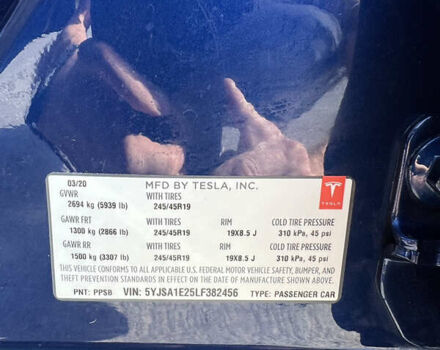 03/20 MFD BY TESLA, INC.
GVWR WITH TIRES
2694 kg (5939 lb) 245/45R19
TESLA
GAWR FRT WITH TIRES RIM COLD TIRE PRESSURE
1300 kg (2866 lb) 245/45R19 19X8.5 J 310 kPa, 45 psi
GAWR RR WITH TIRES RIM COLD TIRE PRESSURE
1500 kg (3307 lb) 245/45R19 19X8.5 J 310 kPa, 45 psi
THIS VEHICLE CONFORMS TO ALL APPLICABLE U.S. FEDERAL MOTOR VEHICLE SAFETY, BUMPER, AND
THEFT PREVENTION STANDARDS IN EFFECT ON THE DATE OF MANUFACTURE SHOWN ABOVE.
PNT: PPSB VIN: 5YJSA1E25LF382456 TYPE: PASSENGER CAR